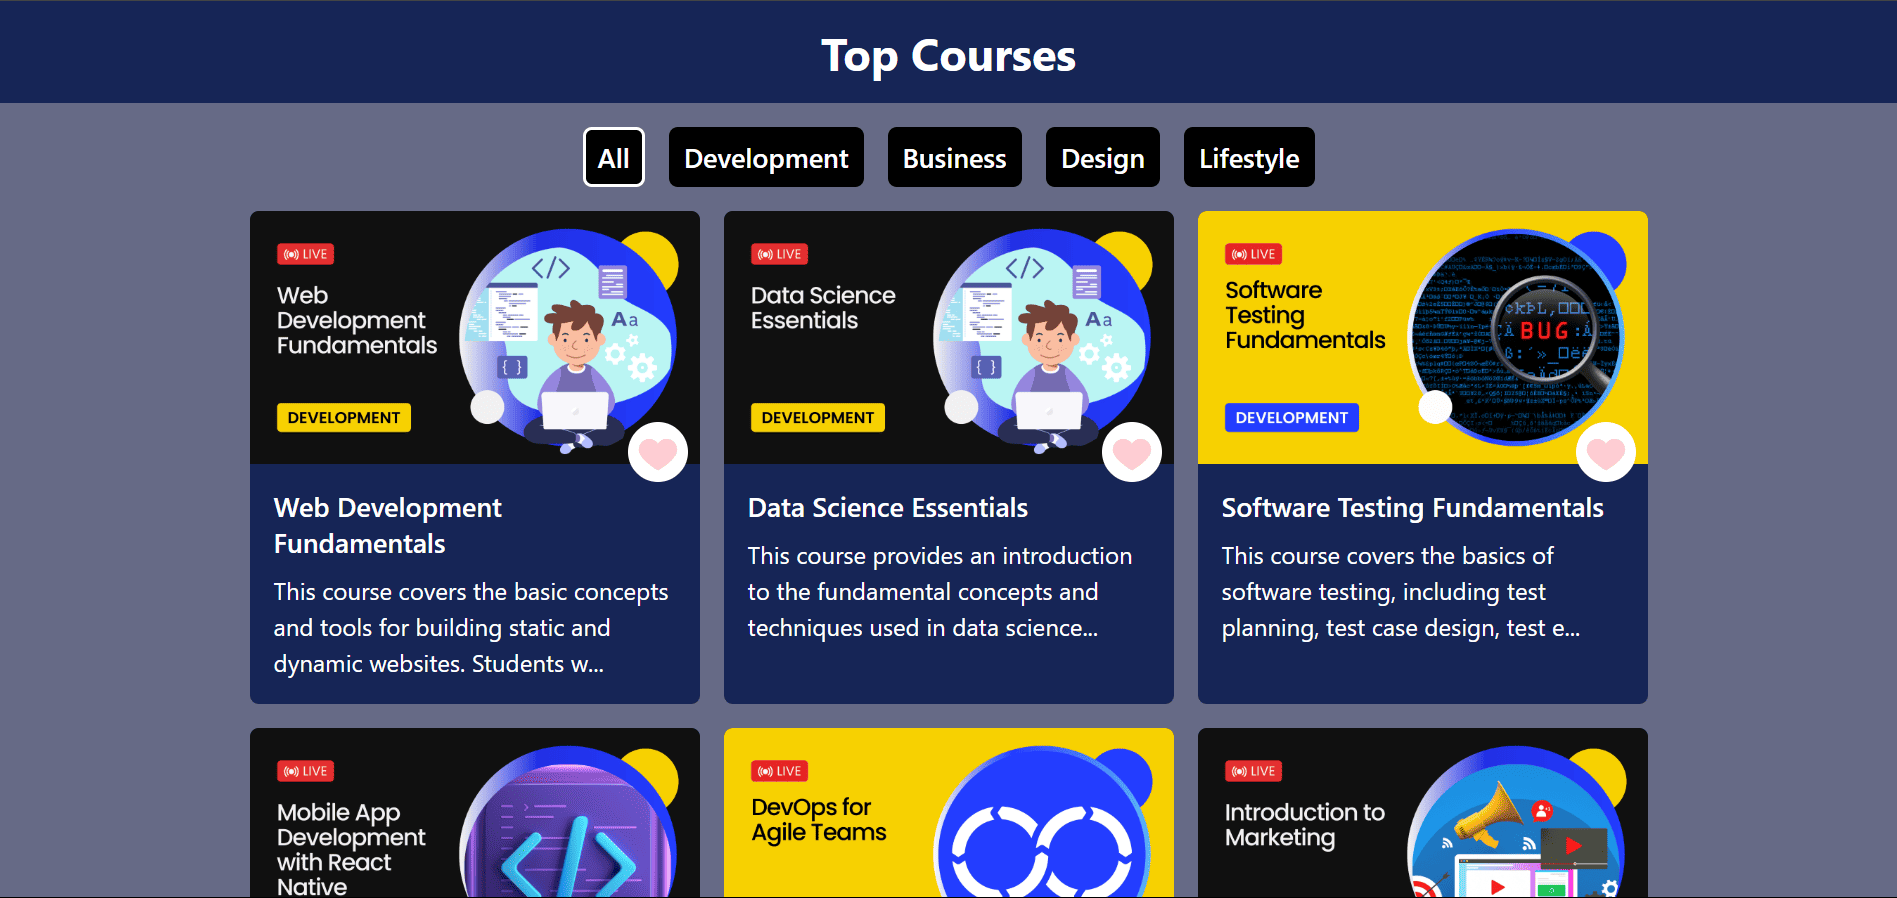 Top Courses
All
Development
Business
Design
Lifestyle
LIVE
Web
Development
Fundamentals
DEVELOPMENT
</>
Aa
{ }
Web Development
Fundamentals
This course covers the basic concepts
and tools for building static and
dynamic websites. Students w...
LIVE
Data Science
Essentials
DEVELOPMENT
</>
Aa
{ }
Data Science Essentials
This course provides an introduction
to the fundamental concepts and
techniques used in data science...
LIVE
Software
Testing
Fundamentals
DEVELOPMENT
BUG
Software Testing Fundamentals
This course covers the basics of
software testing, including test
planning, test case design, test e...
LIVE
Mobile App
Development
with React
Native
</>
LIVE
DevOps for
Agile Teams
LIVE
Introduction to
Marketing